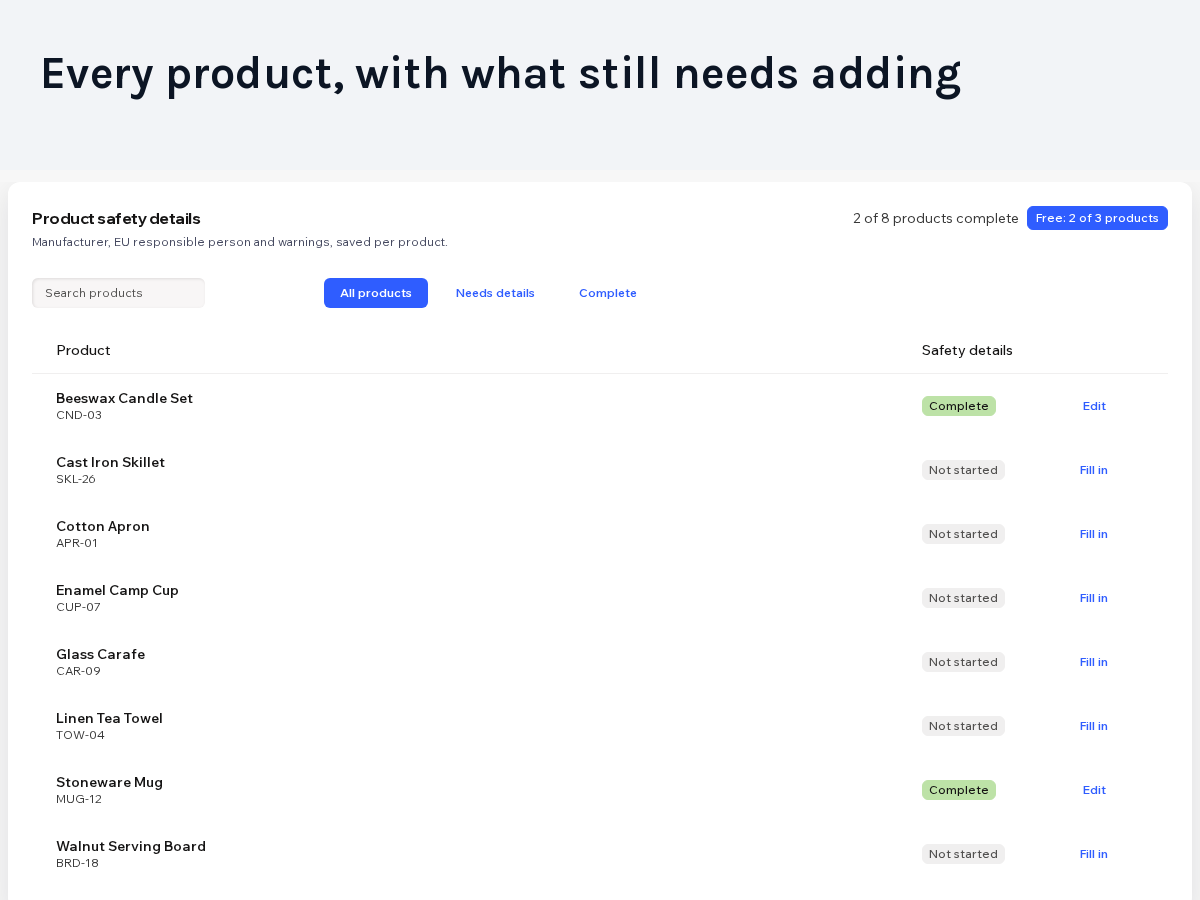 Every product, with what still needs adding
Product safety details
2 of 8 products complete
Free: 2 of 3 products
Manufacturer, EU responsible person and warnings, saved per product.
Search products
All products
Needs details
Complete
Product
Safety details
Beeswax Candle Set
CND-03
Complete
Edit
Cast Iron Skillet
SKL-26
Not started
Fill in
Cotton Apron
APR-01
Not started
Fill in
Enamel Camp Cup
CUP-07
Not started
Fill in
Glass Carafe
CAR-09
Not started
Fill in
Linen Tea Towel
TOW-04
Not started
Fill in
Stoneware Mug
MUG-12
Complete
Edit
Walnut Serving Board
BRD-18
Not started
Fill in